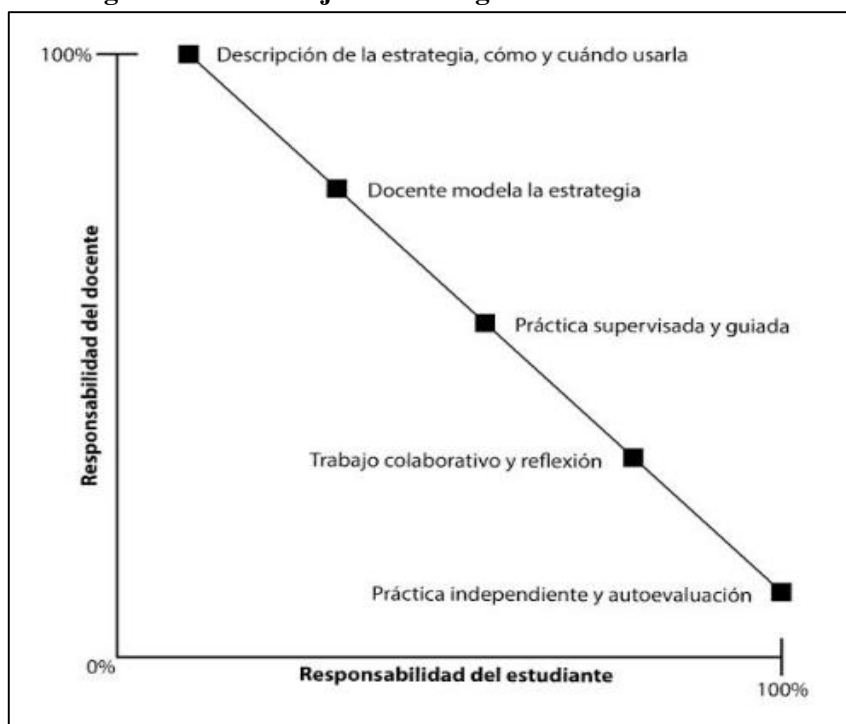 100%
Descripción de la estrategia, cómo y cuándo usarla
Docente modela la estrategia
Práctica supervisada y guiada
Responsabilidad del docente
Trabajo colaborativo y reflexión
Práctica independiente y autoevaluación
0%
Responsabilidad del estudiante
100%